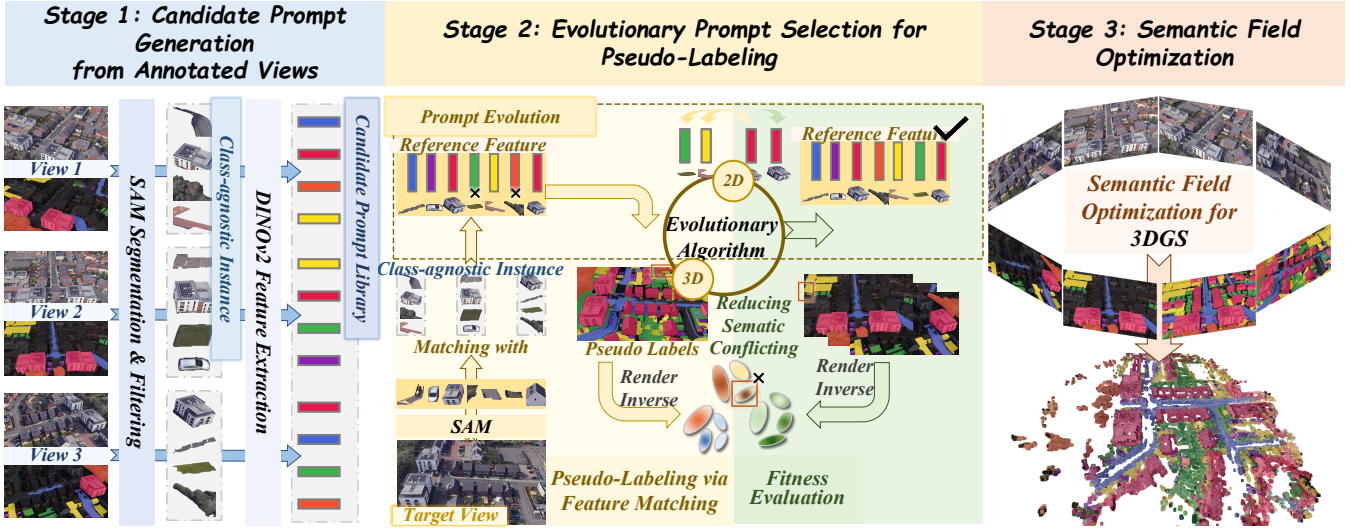 Stage 1: Candidate Prompt
Generation
from Annotated Views
Stage 2: Evolutionary Prompt Selection for
Pseudo-Labeling
Stage 3: Semantic Field
Optimization
View 1
View 2
View 3
SAM Segmentation & Filtering
Class-agnostic Instance
DINOv2 Feature Extraction
Candidate Prompt Library
Prompt Evolution
Reference Feature
Class-agnostic Instance
Matching with
SAM
Target View
2D
Evolutionary
Algorithm
3D
Reference Feature
Pseudo Labels
Reducing
Sematic
Conflicting
Render
Inverse
Render
Inverse
Pseudo-Labeling via
Feature Matching
Fitness
Evaluation
Semantic Field
Optimization for
3DGS